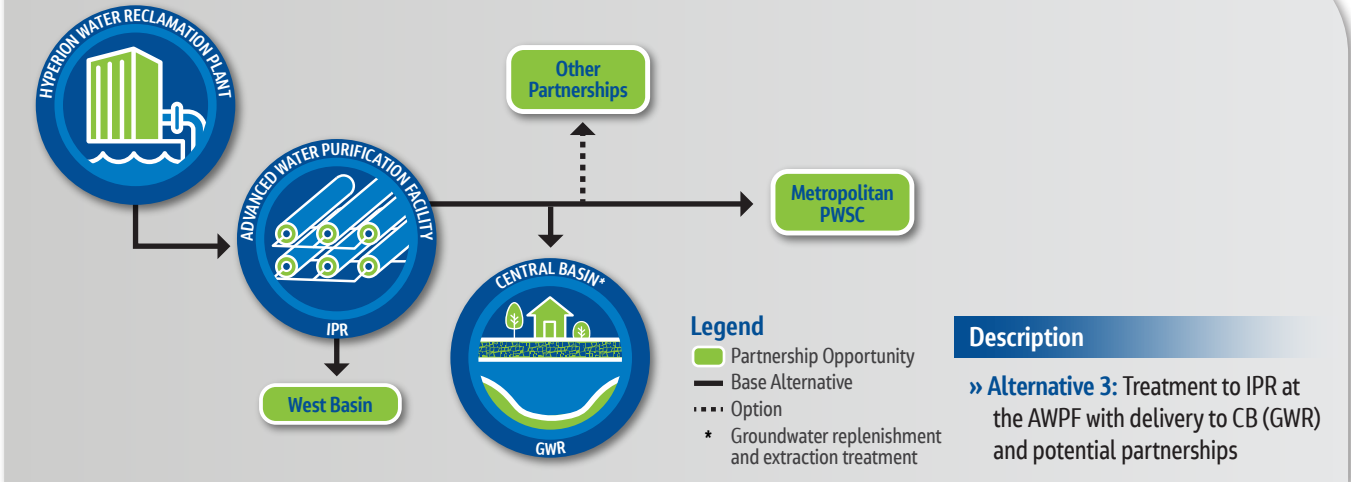 HYPERION WATER RECLAMATION PLANT
Other
Partnerships
ADVANCED WATER PURIFICATION FACILITY
IPR
Metropolitan
PWSC
CENTRAL BASIN*
GWR
West Basin
Legend
Partnership Opportunity
Base Alternative
Option
* Groundwater replenishment
and extraction treatment
Description
» Alternative 3: Treatment to IPR at
the AWPF with delivery to CB (GWR)
and potential partnerships